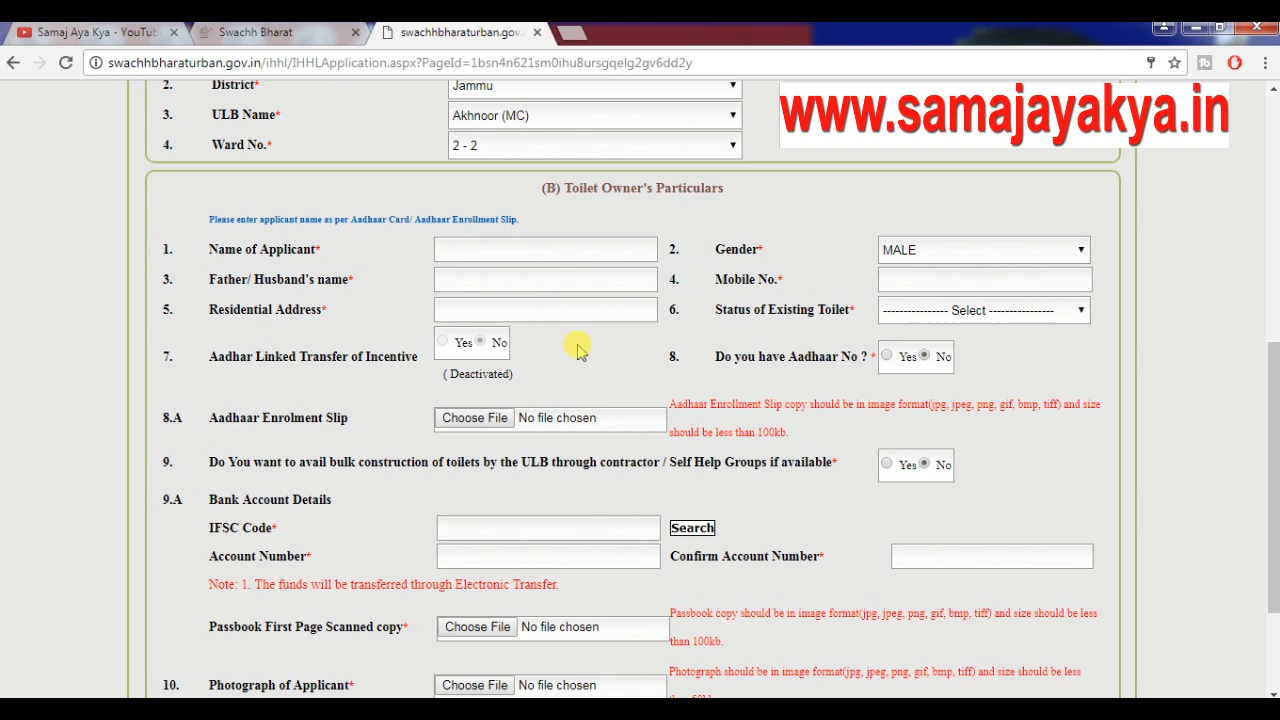 Samaj Aya Kya - YouTub
Swachh Bharat
swachhbharaturban.gov.
swachhbharaturban.gov.in/ihhl/IHHLApplication.aspx?PageId=1bsn4n621sm0ihu8ursgqelg2gv6dd2y
www.samajayakya.in
2. District* Jammu
3. ULB Name* Akhnoor (MC)
4. Ward No.* 2 - 2
(B) Toilet Owner's Particulars
Please enter applicant name as per Aadhaar Card/ Aadhaar Enrollment Slip.
1. Name of Applicant* 2. Gender* MALE
3. Father/ Husband's name* 4. Mobile No.*
5. Residential Address* 6. Status of Existing Toilet* ---------------- Select ----------------
7. Aadhar Linked Transfer of Incentive Yes No 8. Do you have Aadhaar No ? * Yes No
( Deactivated)
8.A Aadhaar Enrolment Slip Choose File No file chosen Aadhaar Enrollment Slip copy should be in image format(jpg, jpeg, png, gif, bmp, tiff) and size
should be less than 100kb.
9. Do You want to avail bulk construction of toilets by the ULB through contractor / Self Help Groups if available* Yes No
9.A Bank Account Details
IFSC Code* Search
Account Number* Confirm Account Number*
Note: 1. The funds will be transferred through Electronic Transfer.
Passbook First Page Scanned copy* Choose File No file chosen Passbook copy should be in image format(jpg, jpeg, png, gif, bmp, tiff) and size should be less
than 100kb.
10. Photograph of Applicant* Choose File No file chosen Photograph should be in image format(jpg, jpeg, png, gif, bmp, tiff) and size should be less